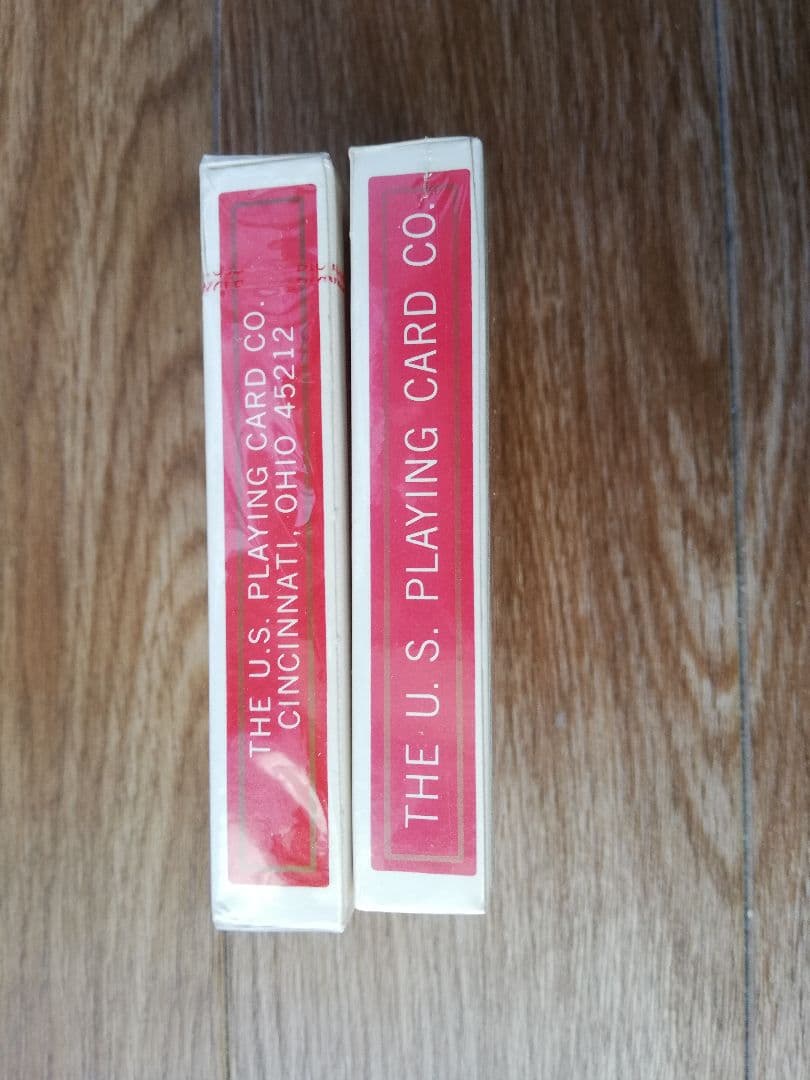 THE U.S. PLAYING CARD CO.
CINCINNATI, OHIO 45212
THE U. S. PLAYING CARD CO.